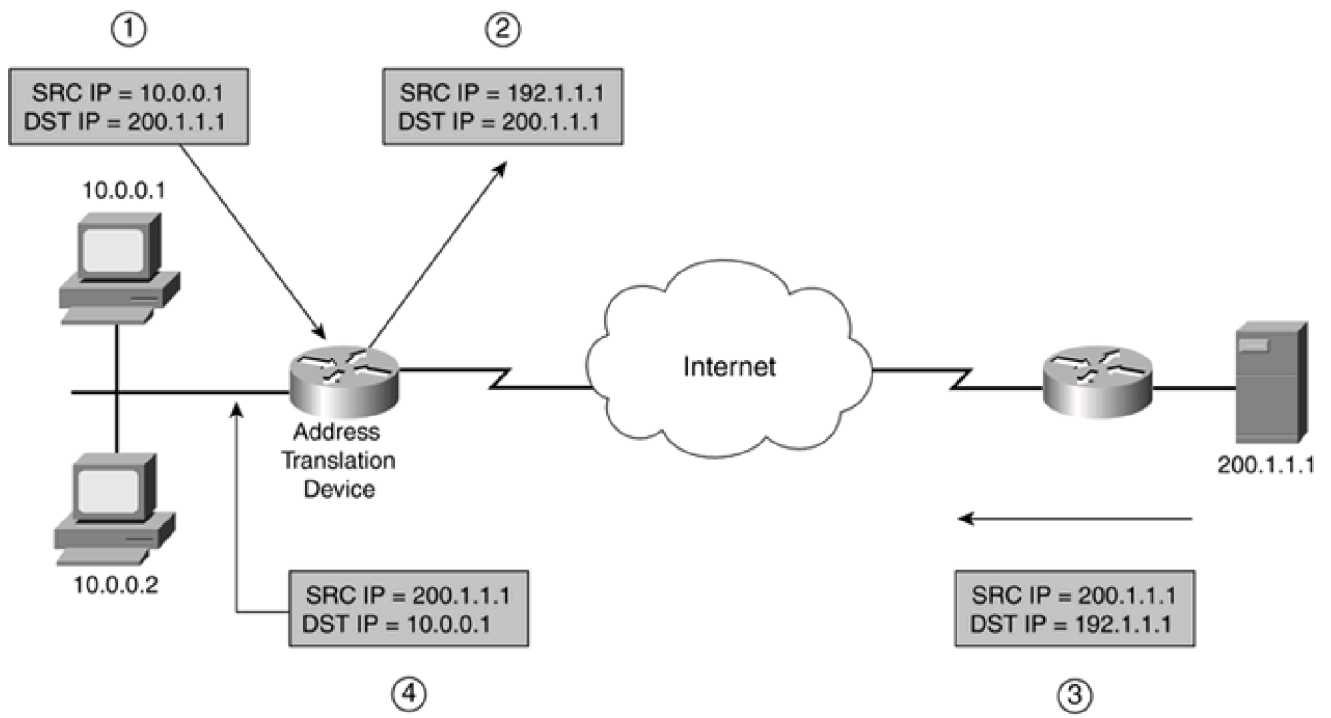 1
2
SRC IP = 10.0.0.1
DST IP = 200.1.1.1
SRC IP = 192.1.1.1
DST IP = 200.1.1.1
10.0.0.1
Internet
Address
Translation
Device
200.1.1.1
10.0.0.2
SRC IP = 200.1.1.1
DST IP = 10.0.0.1
SRC IP = 200.1.1.1
DST IP = 192.1.1.1
4
3